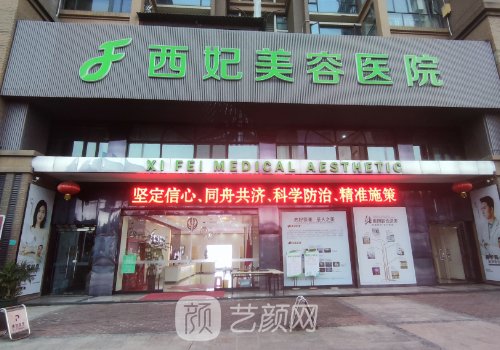 西妃美容医院
XI FEI MEDICAL AESTHETIC
坚定信心、同舟共济、科学防治、精准施策
颜 艺颜网